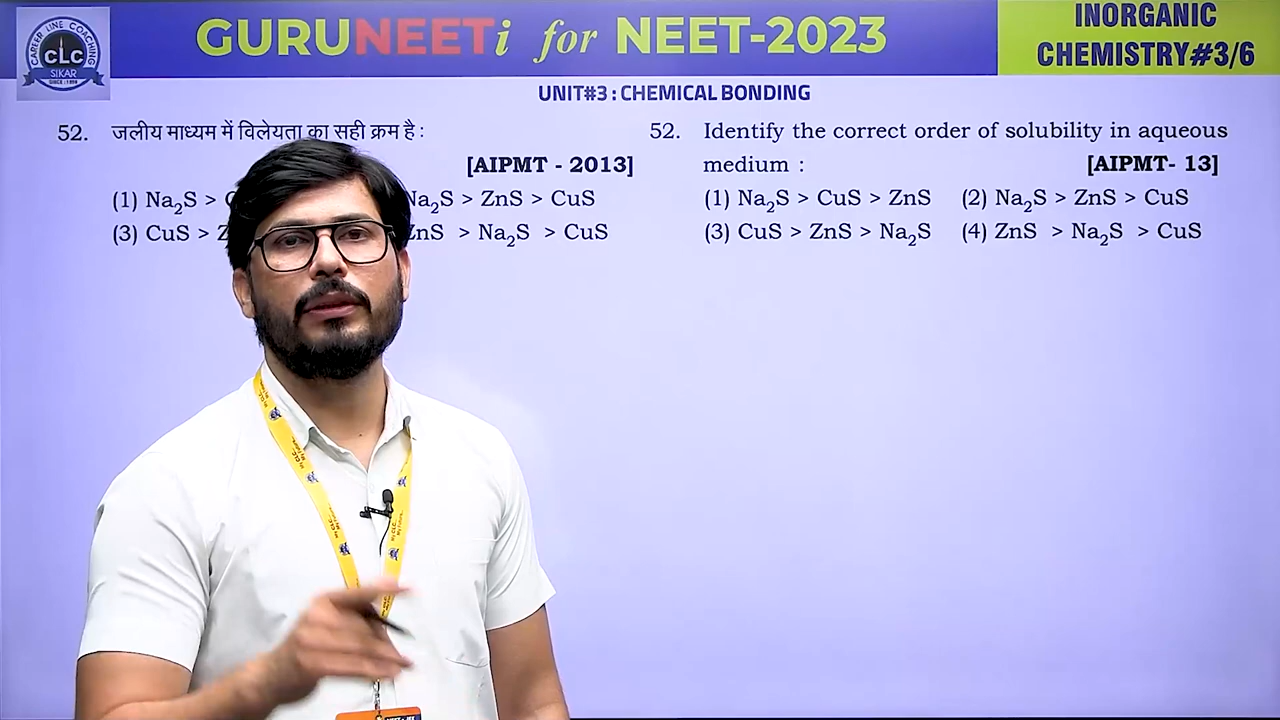 CAREER LINE COACHING
CLC
SIKAR
SINCE : 1996
GURUNEETi for NEET-2023
INORGANIC
CHEMISTRY#3/6
UNIT#3 : CHEMICAL BONDING
52. जलीय माध्यम में विलेयता का सही क्रम है :
[AIPMT - 2013]
(1) Na₂S > Na₂S > ZnS > CuS
(3) CuS > ZnS > Na₂S > CuS
52. Identify the correct order of solubility in aqueous
medium : [AIPMT- 13]
(1) Na₂S > CuS > ZnS (2) Na₂S > ZnS > CuS
(3) CuS > ZnS > Na₂S (4) ZnS > Na₂S > CuS